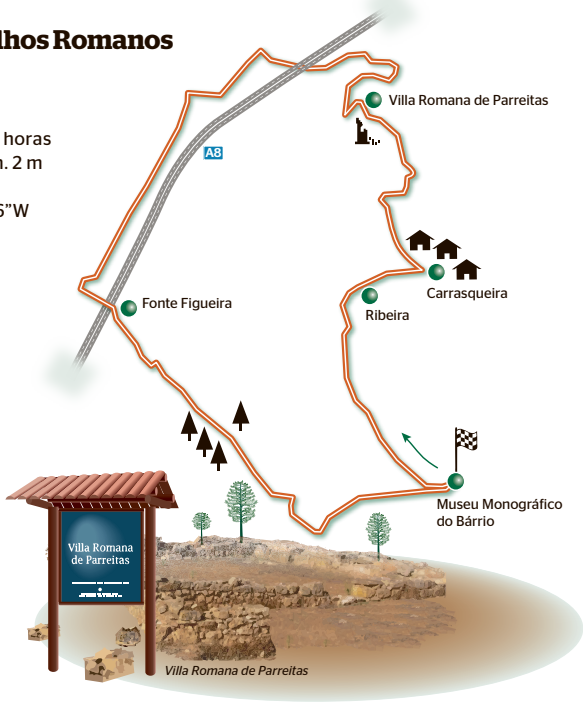 lhos Romanos
horas
n. 2 m
6”W
Villa Romana de Parreitas
A8
Carrasqueira
Fonte Figueira
Ribeira
Museu Monográfico
do Bárrio
Villa Romana
de Parreitas
Villa Romana de Parreitas